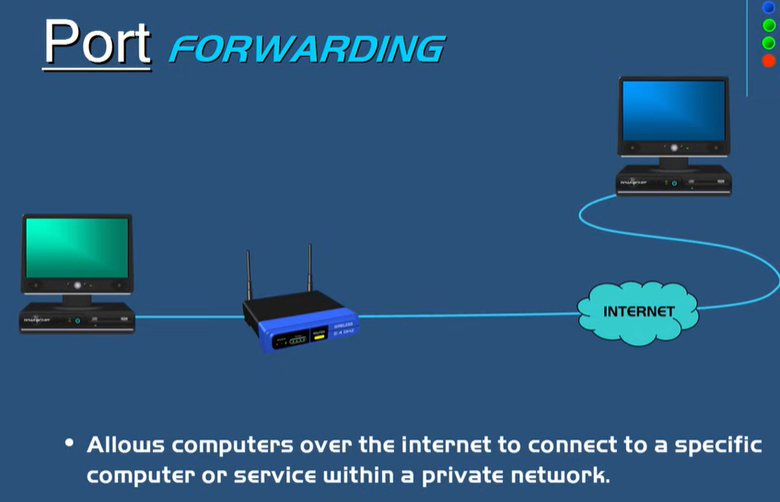 Port FORWARDING
INTERNET
• Allows computers over the internet to connect to a specific
computer or service within a private network.